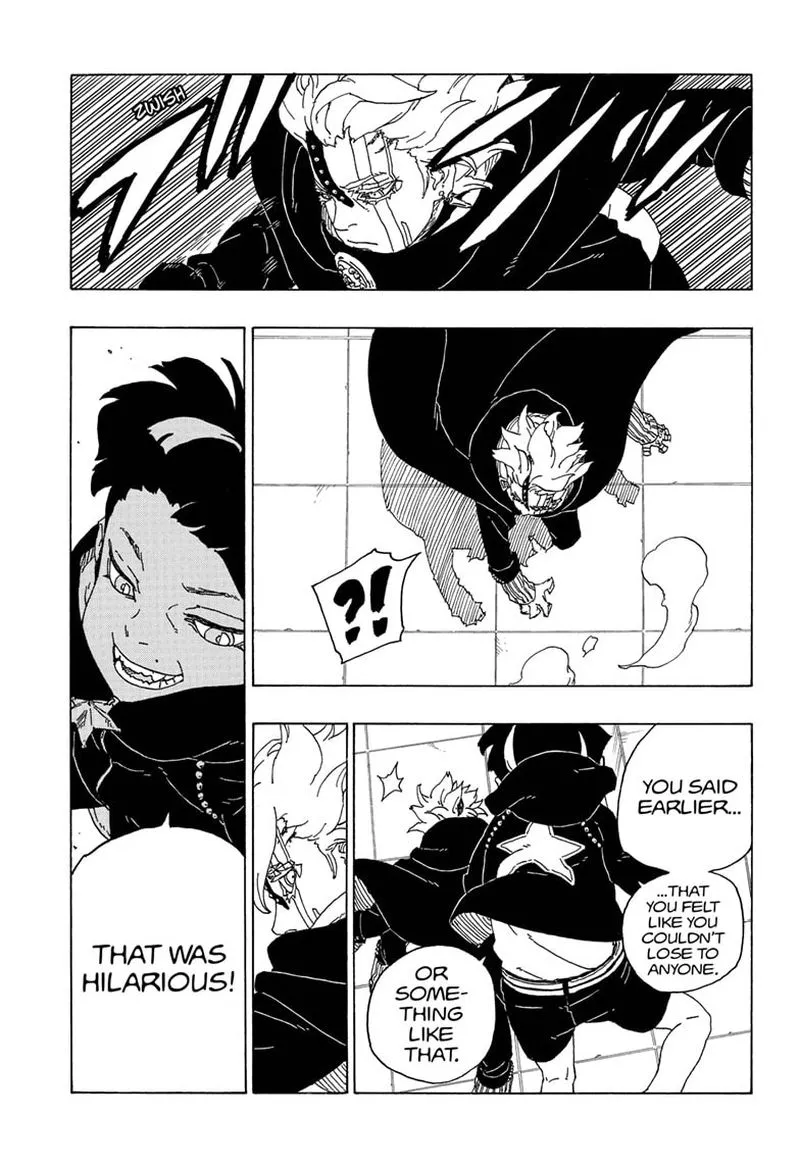 ZWISH
?!
YOU SAID
EARLIER...
...THAT
YOU FELT
LIKE YOU
COULDN'T
LOSE TO
ANYONE.
OR
SOME-
THING
LIKE
THAT.
THAT WAS
HILARIOUS!